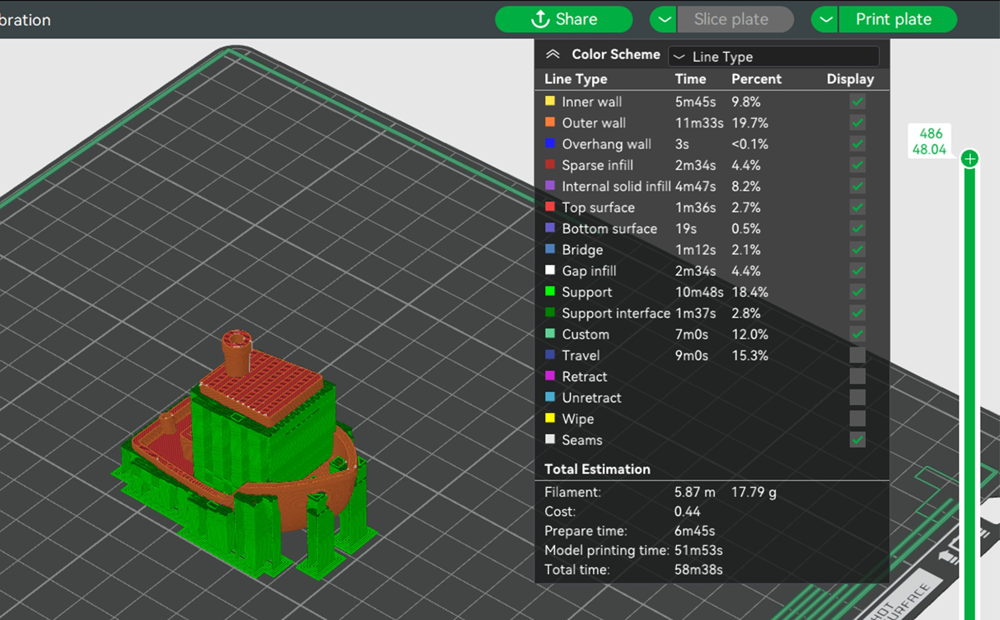 bration
Share
Slice plate
Print plate
Color Scheme Line Type
Line Type Time Percent Display
Inner wall 5m45s 9.8%
Outer wall 11m33s 19.7%
Overhang wall 3s <0.1%
Sparse infill 2m34s 4.4%
Internal solid infill 4m47s 8.2%
Top surface 1m36s 2.7%
Bottom surface 19s 0.5%
Bridge 1m12s 2.1%
Gap infill 2m34s 4.4%
Support 10m48s 18.4%
Support interface 1m37s 2.8%
Custom 7m0s 12.0%
Travel 9m0s 15.3%
Retract
Unretract
Wipe
Seams
Total Estimation
Filament: 5.87 m 17.79 g
Cost: 0.44
Prepare time: 6m45s
Model printing time: 51m53s
Total time: 58m38s
486
48.04
HOT
SURFACE